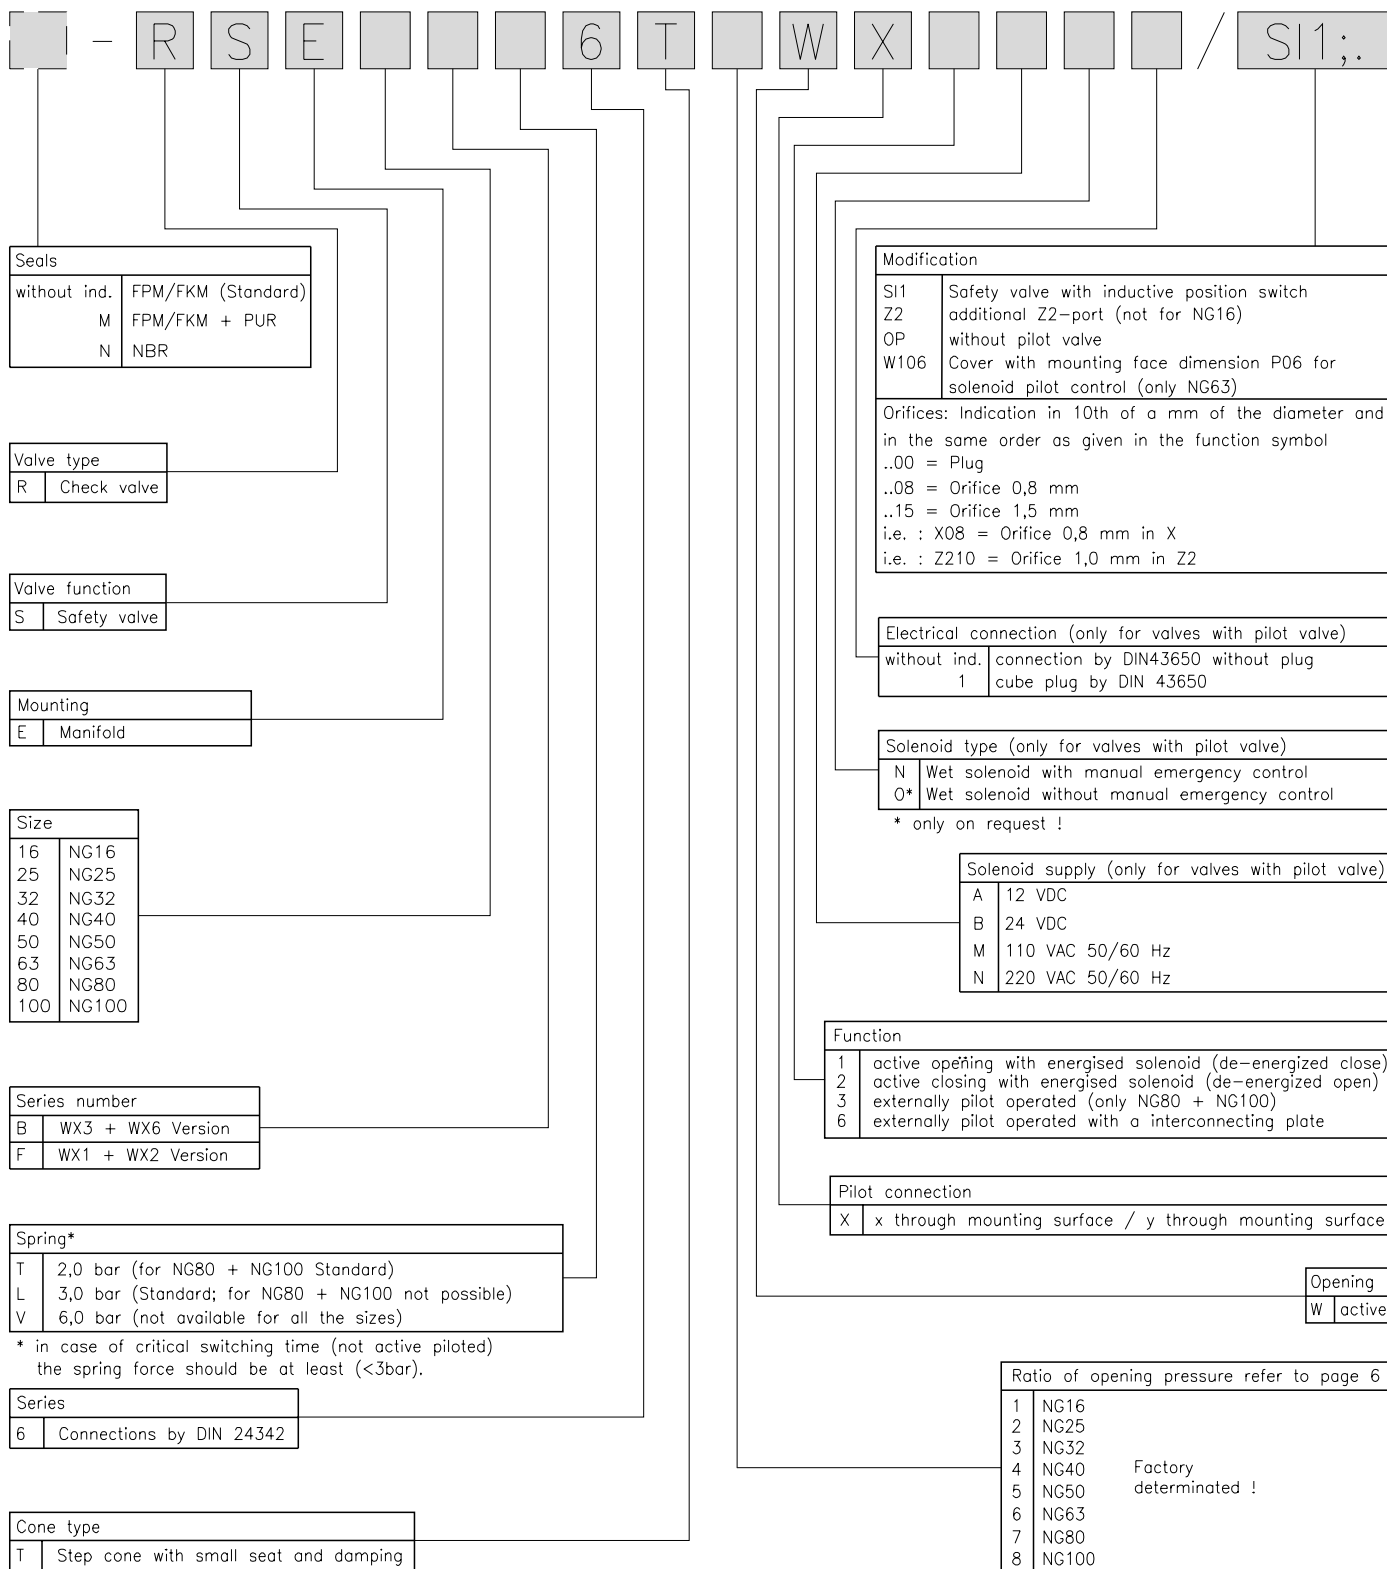 – R S E 6 T W X / SI1;.
Seals
without ind. FPM/FKM (Standard)
M FPM/FKM + PUR
N NBR
Valve type
R Check valve
Valve function
S Safety valve
Mounting
E Manifold
Size
16 NG16
25 NG25
32 NG32
40 NG40
50 NG50
63 NG63
80 NG80
100 NG100
Series number
B WX3 + WX6 Version
F WX1 + WX2 Version
Spring*
T 2,0 bar (for NG80 + NG100 Standard)
L 3,0 bar (Standard; for NG80 + NG100 not possible)
V 6,0 bar (not available for all the sizes)
* in case of critical switching time (not active piloted)
the spring force should be at least (<3bar).
Series
6 Connections by DIN 24342
Cone type
T Step cone with small seat and damping
Modification
SI1 Safety valve with inductive position switch
Z2 additional Z2-port (not for NG16)
OP without pilot valve
W106 Cover with mounting face dimension P06 for
solenoid pilot control (only NG63)
Orifices: Indication in 10th of a mm of the diameter and
in the same order as given in the function symbol
..00 = Plug
..08 = Orifice 0,8 mm
..15 = Orifice 1,5 mm
i.e. : X08 = Orifice 0,8 mm in X
i.e. : Z210 = Orifice 1,0 mm in Z2
Electrical connection (only for valves with pilot valve)
without ind. connection by DIN43650 without plug
1 cube plug by DIN 43650
Solenoid type (only for valves with pilot valve)
N Wet solenoid with manual emergency control
O* Wet solenoid without manual emergency control
* only on request !
Solenoid supply (only for valves with pilot valve)
A 12 VDC
B 24 VDC
M 110 VAC 50/60 Hz
N 220 VAC 50/60 Hz
Function
1 active opening with energised solenoid (de-energized close)
2 active closing with energised solenoid (de-energized open)
3 externally pilot operated (only NG80 + NG100)
6 externally pilot operated with a interconnecting plate
Pilot connection
X x through mounting surface / y through mounting surface
Opening
W active
Ratio of opening pressure refer to page 6
1 NG16
2 NG25
3 NG32
4 NG40
5 NG50
6 NG63
7 NG80
8 NG100
Factory
determinated !